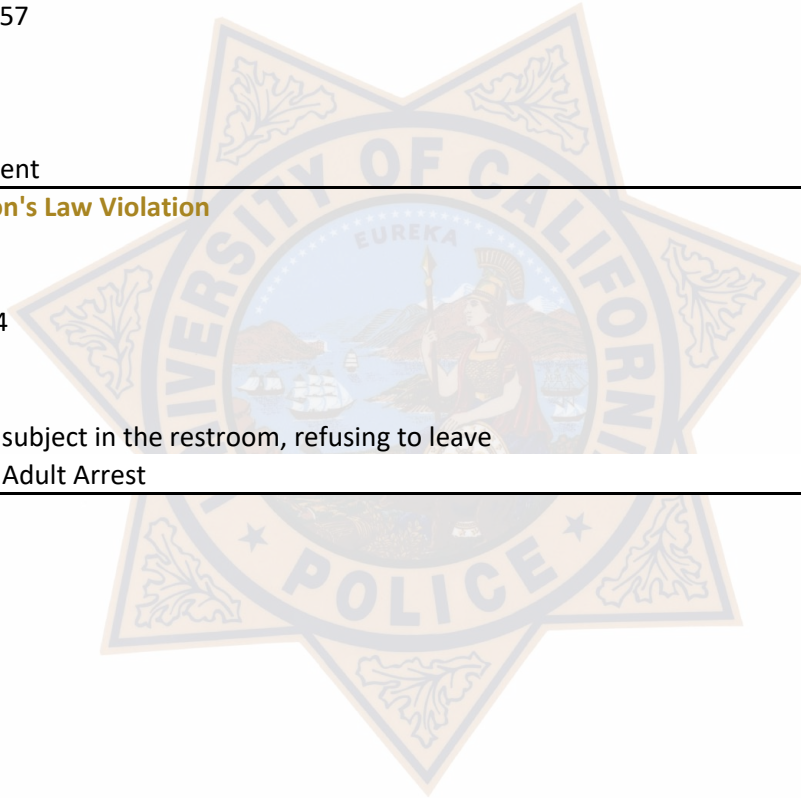 57
ent
on's Law Violation
4
subject in the restroom, refusing to leave
Adult Arrest
UNIVERSITY OF CALIFORNIA
EUREKA
POLICE